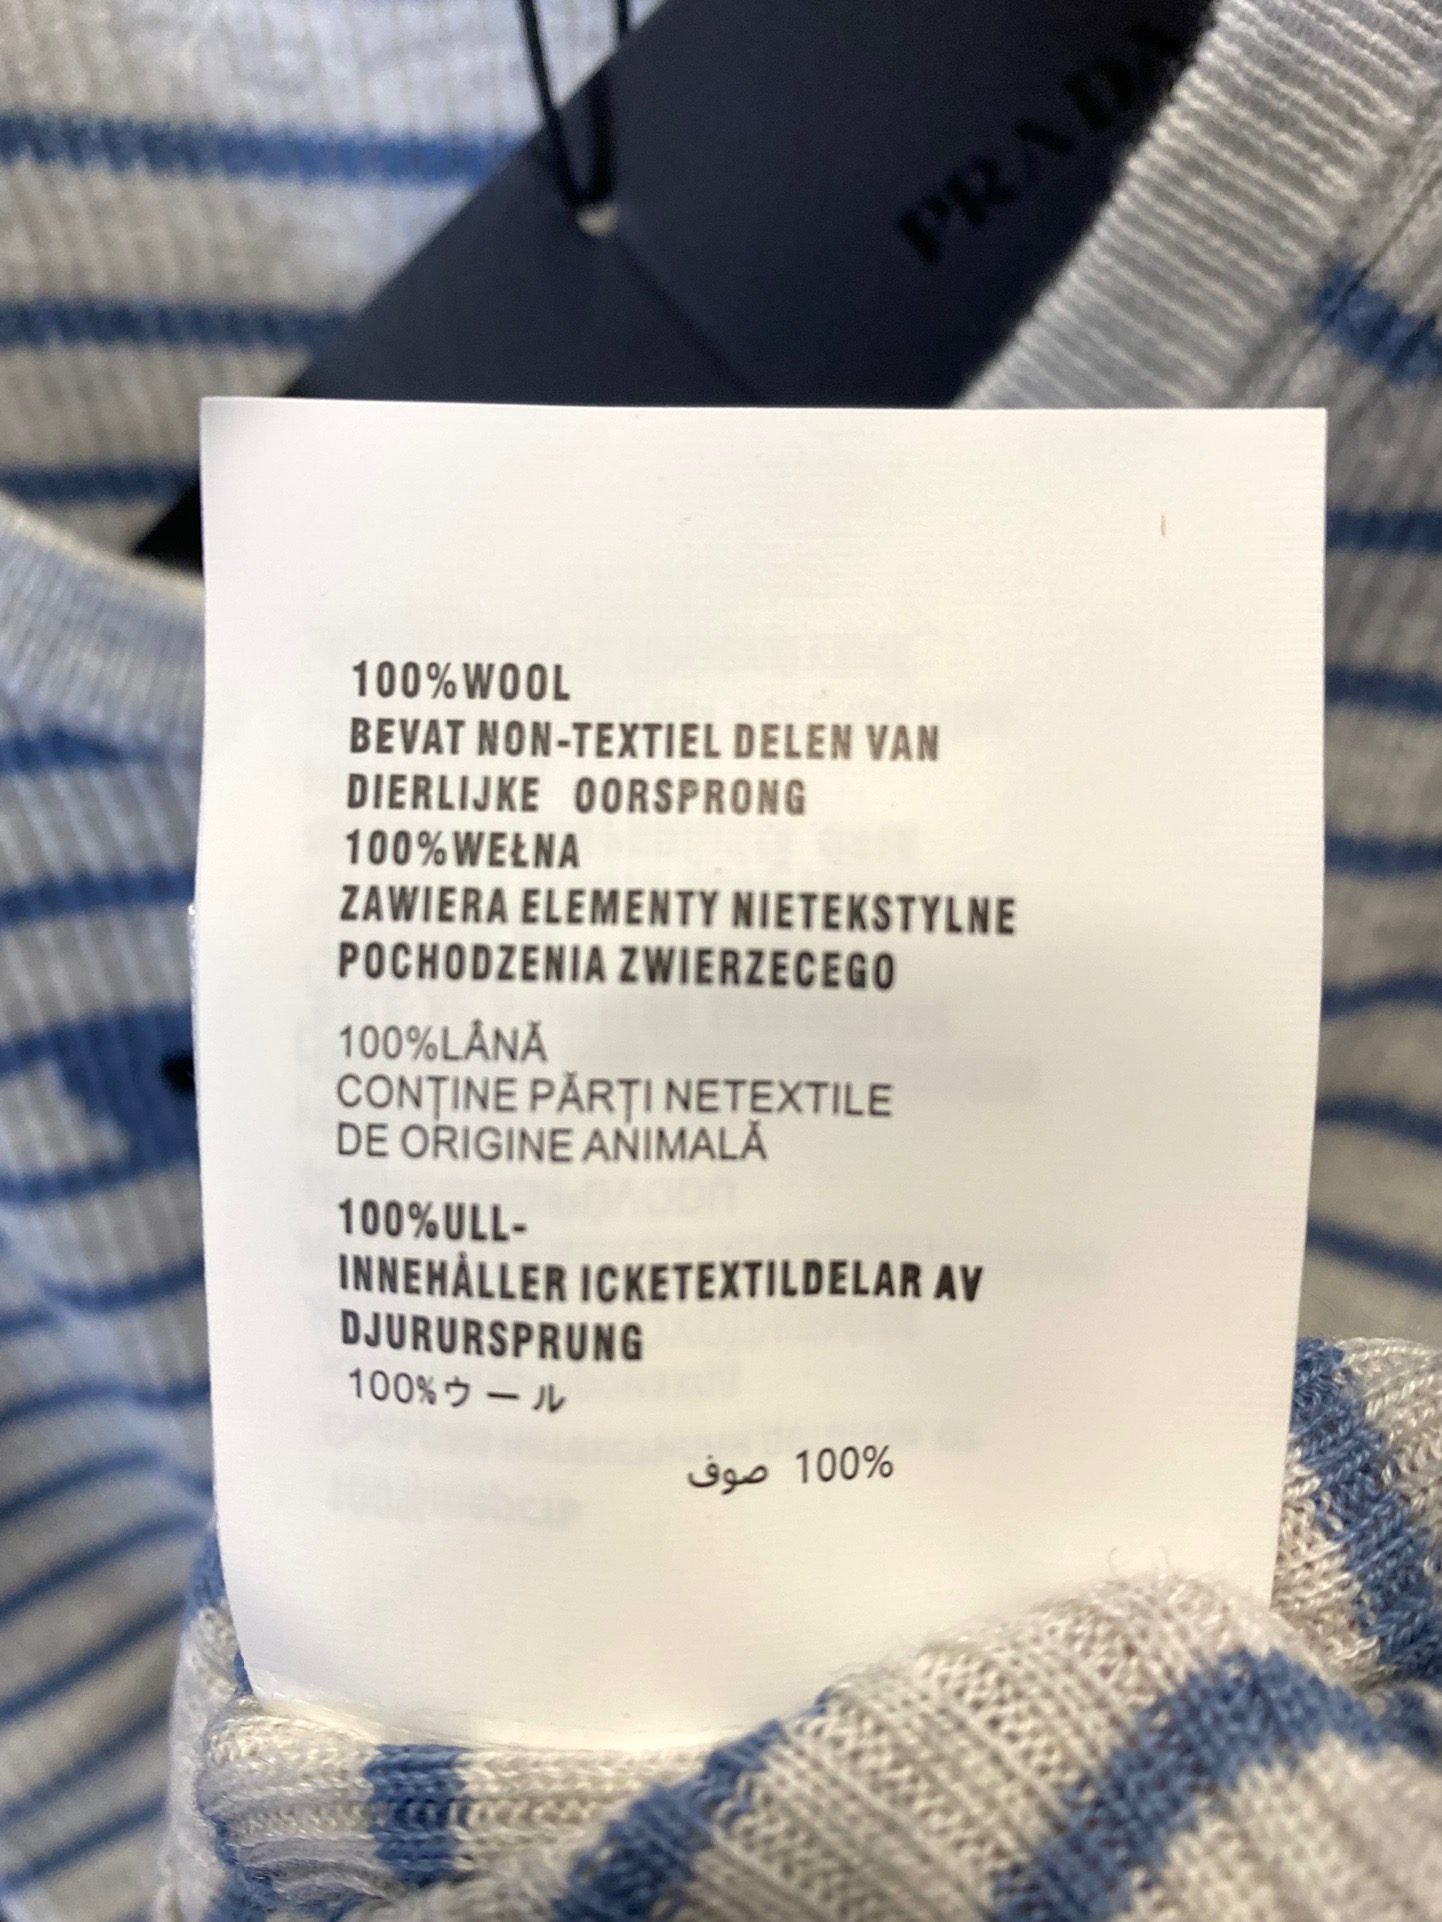 PRADA
100%WOOL
BEVAT NON-TEXTIEL DELEN VAN
DIERLIJKE OORSPRONG
100%WEŁNA
ZAWIERA ELEMENTY NIETEKSTYLNE
POCHODZENIA ZWIERZECEGO
100%LÂNĂ
CONȚINE PĂRȚI NETEXTILE
DE ORIGINE ANIMALĂ
100%ULL-
INNEHÅLLER ICKETEXTILDELAR AV
DJURURSPRUNG
100%ウール
100% صوف